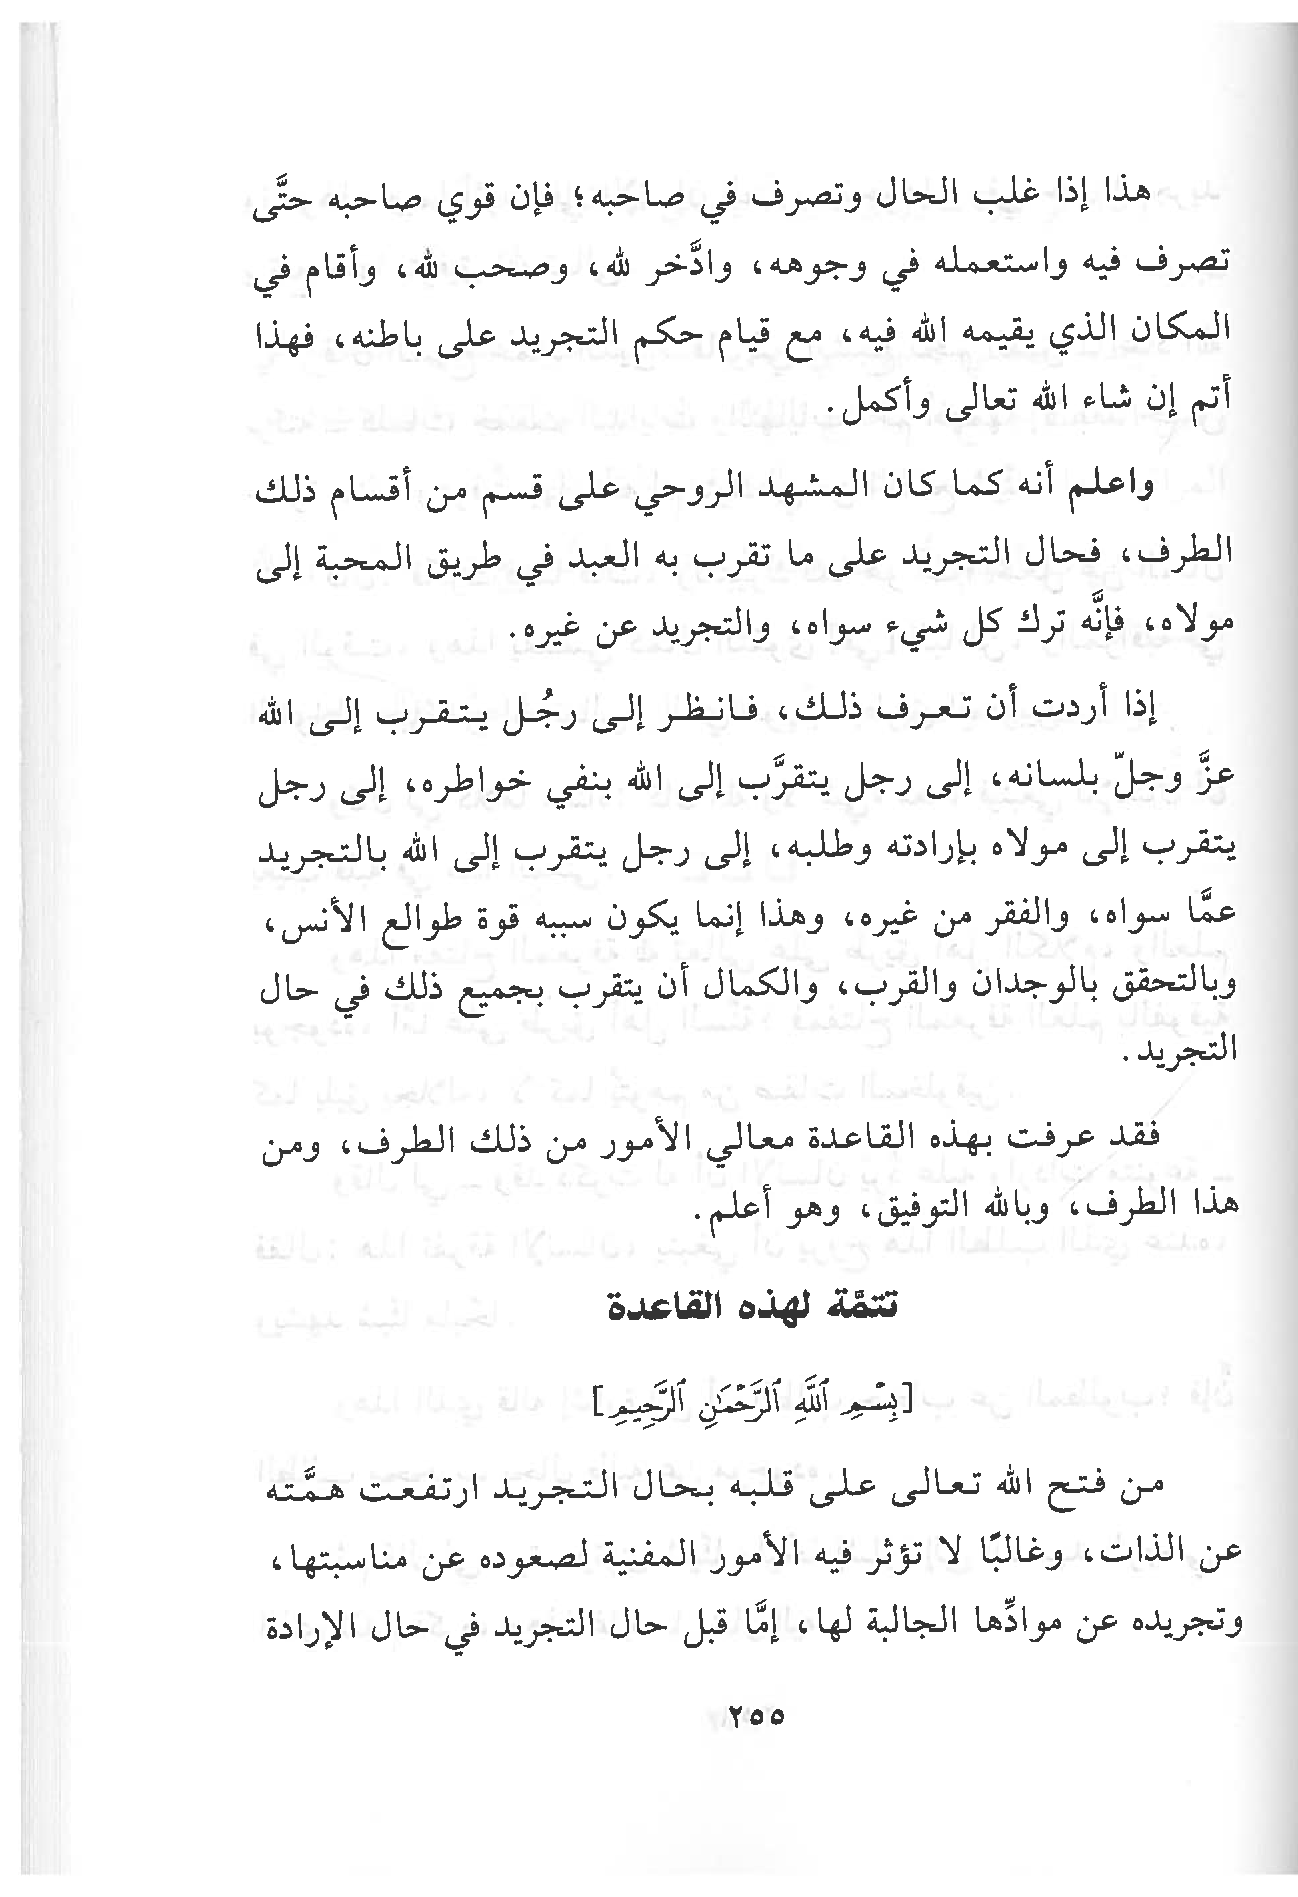 هذا إذا غلب الحال وتصرف في صاحبه؛ فإن قوي صاحبه حتَّى
تصرف فيه واستعمله في وجوهه، وادَّخر لله، وصحب لله، وأقام في
المكان الذي يقيمه الله فيه، مع قيام حكم التجريد على باطنه، فهذا
أتم إن شاء الله تعالى وأكمل.
واعلم أنه كما كان المشهد الروحي على قسم من أقسام ذلك
الطرف، فحال التجريد على ما تقرب به العبد في طريق المحبة إلى
مولاه، فإنَّه ترك كل شيء سواه، والتجريد عن غيره.
إذا أردت أن تعرف ذلك، فانظر إلى رجُل يتقرب إلى الله
عزَّ وجلّ بلسانه، إلى رجل يتقرَّب إلى الله بنفي خواطره، إلى رجل
يتقرب إلى مولاه بإرادته وطلبه، إلى رجل يتقرب إلى الله بالتجريد
عمَّا سواه، والفقر من غيره، وهذا إنما يكون سببه قوة طوالع الأنس،
وبالتحقق بالوجدان والقرب، والكمال أن يتقرب بجميع ذلك في حال
التجريد.
فقد عرفت بهذه القاعدة معالي الأمور من ذلك الطرف، ومن
هذا الطرف، وبالله التوفيق، وهو أعلم.
تتمَّة لهذه القاعدة
[بِسْمِ ٱللَّهِ ٱلرَّحْمَٰنِ ٱلرَّحِيمِ]
من فتح الله تعالى على قلبه بحال التجريد ارتفعت همَّته
عن الذات، وغالبًا لا تؤثر فيه الأمور المفنية لصعوده عن مناسبتها،
وتجريده عن موادِّها الجالبة لها، إمَّا قبل حال التجريد في حال الإرادة
٢٥٥